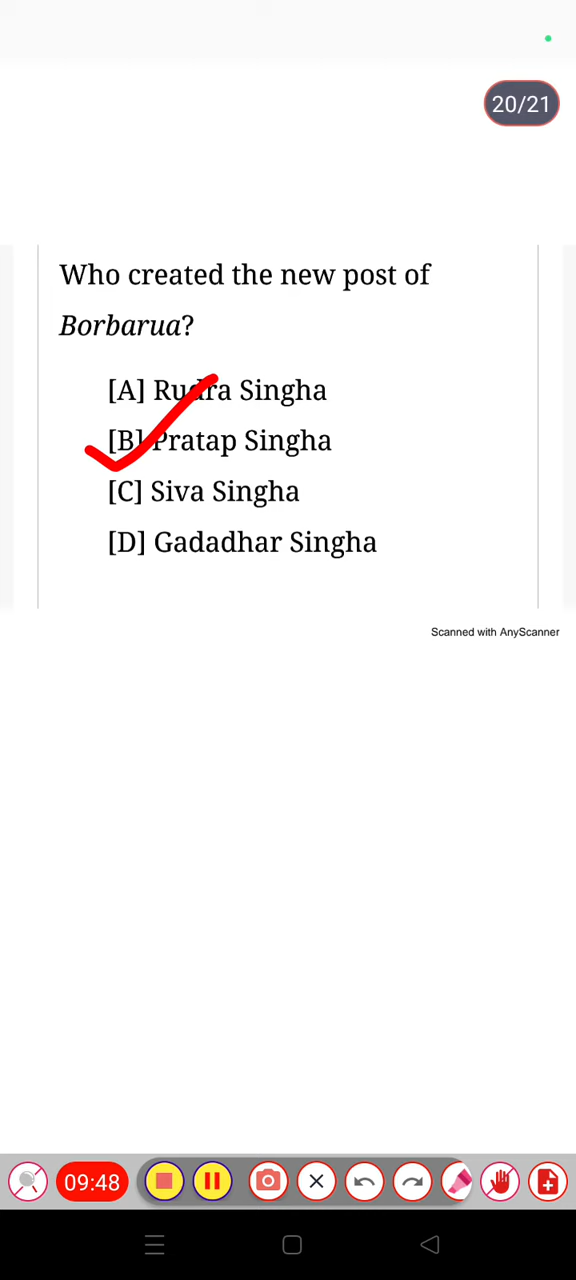 20/21
Who created the new post of
Borbarua?
[A] Rudra Singha
[B] Pratap Singha
[C] Siva Singha
[D] Gadadhar Singha
Scanned with AnyScanner
09:48